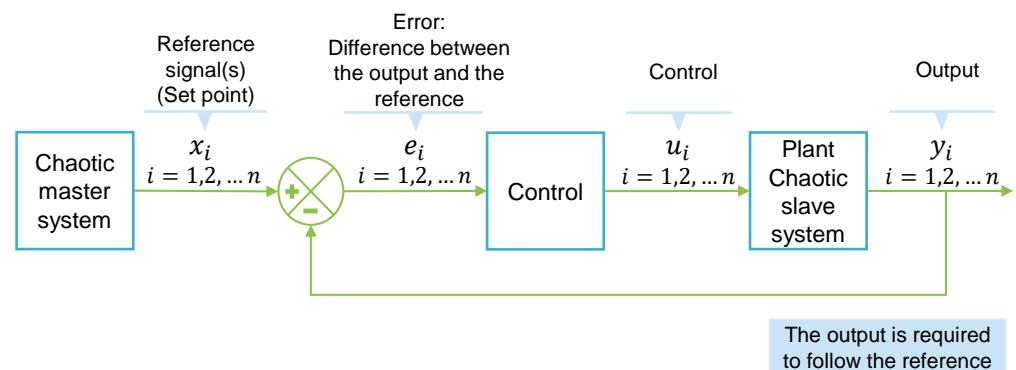 Reference
signal(s)
(Set point)
Error:
Difference between
the output and the
reference
Control
Output
Chaotic
master
system
x_i
i = 1,2, … n
+
−
e_i
i = 1,2, … n
Control
u_i
i = 1,2, … n
Plant
Chaotic
slave
system
y_i
i = 1,2, … n
The output is required
to follow the reference